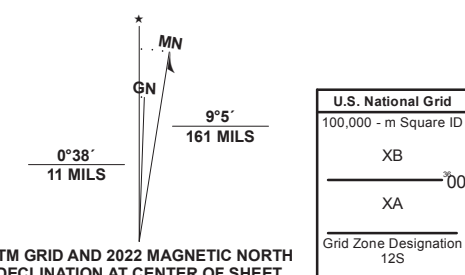 ★
MN
GN
9°5´
161 MILS
0°38´
11 MILS
TM GRID AND 2022 MAGNETIC NORTH
DECLINATION AT CENTER OF SHEET
U.S. National Grid
100,000 - m Square ID
XB
³⁶00
XA
Grid Zone Designation
12S